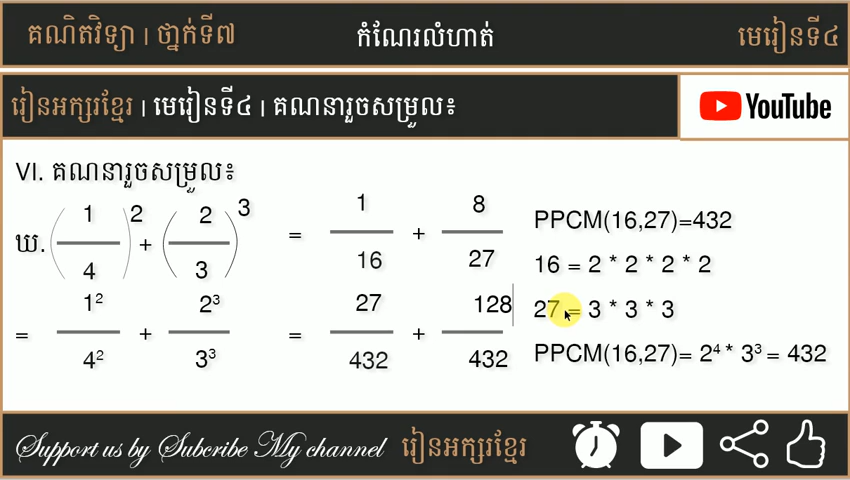 គណិតវិទ្យា | ថ្នាក់ទី៧ កំណែរលំហាត់ មេរៀនទី៤
រៀនអក្សរខ្មែរ | មេរៀនទី៤ | គណនារួចសម្រួល៖ YouTube
VI. គណនារួចសម្រួល៖
ឃ. (1/4)² + (2/3)³ = 1/16 + 8/27
= 1²/4² + 2³/3³ = 27/432 + 128/432
PPCM(16,27)=432
16 = 2 * 2 * 2 * 2
27 = 3 * 3 * 3
PPCM(16,27)= 2⁴ * 3³ = 432
Support us by Subcribe My channel រៀនអក្សរខ្មែរ